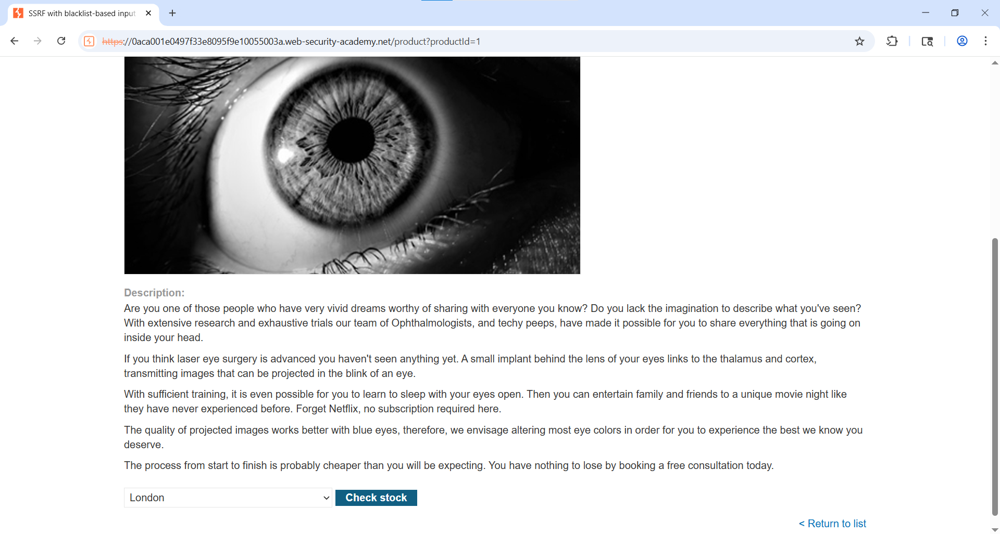 SSRF with blacklist-based input
https://0aca001e0497f33e8095f9e10055003a.web-security-academy.net/product?productId=1
Description:
Are you one of those people who have very vivid dreams worthy of sharing with everyone you know? Do you lack the imagination to describe what you've seen?
With extensive research and exhaustive trials our team of Ophthalmologists, and techy peeps, have made it possible for you to share everything that is going on
inside your head.
If you think laser eye surgery is advanced you haven't seen anything yet. A small implant behind the lens of your eyes links to the thalamus and cortex,
transmitting images that can be projected in the blink of an eye.
With sufficient training, it is even possible for you to learn to sleep with your eyes open. Then you can entertain family and friends to a unique movie night like
they have never experienced before. Forget Netflix, no subscription required here.
The quality of projected images works better with blue eyes, therefore, we envisage altering most eye colors in order for you to experience the best we know you
deserve.
The process from start to finish is probably cheaper than you will be expecting. You have nothing to lose by booking a free consultation today.
London
Check stock
< Return to list